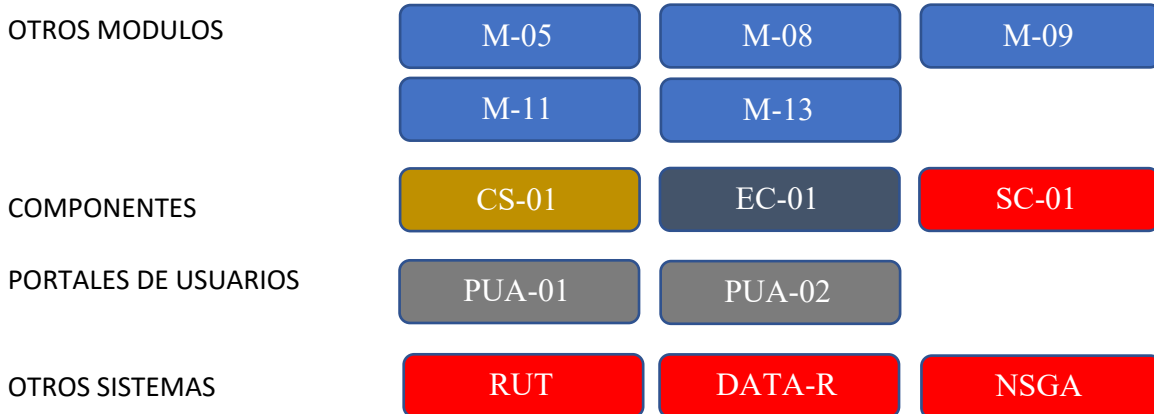 OTROS MODULOS M-05 M-08 M-09
M-11 M-13
COMPONENTES CS-01 EC-01 SC-01
PORTALES DE USUARIOS PUA-01 PUA-02
OTROS SISTEMAS RUT DATA-R NSGA